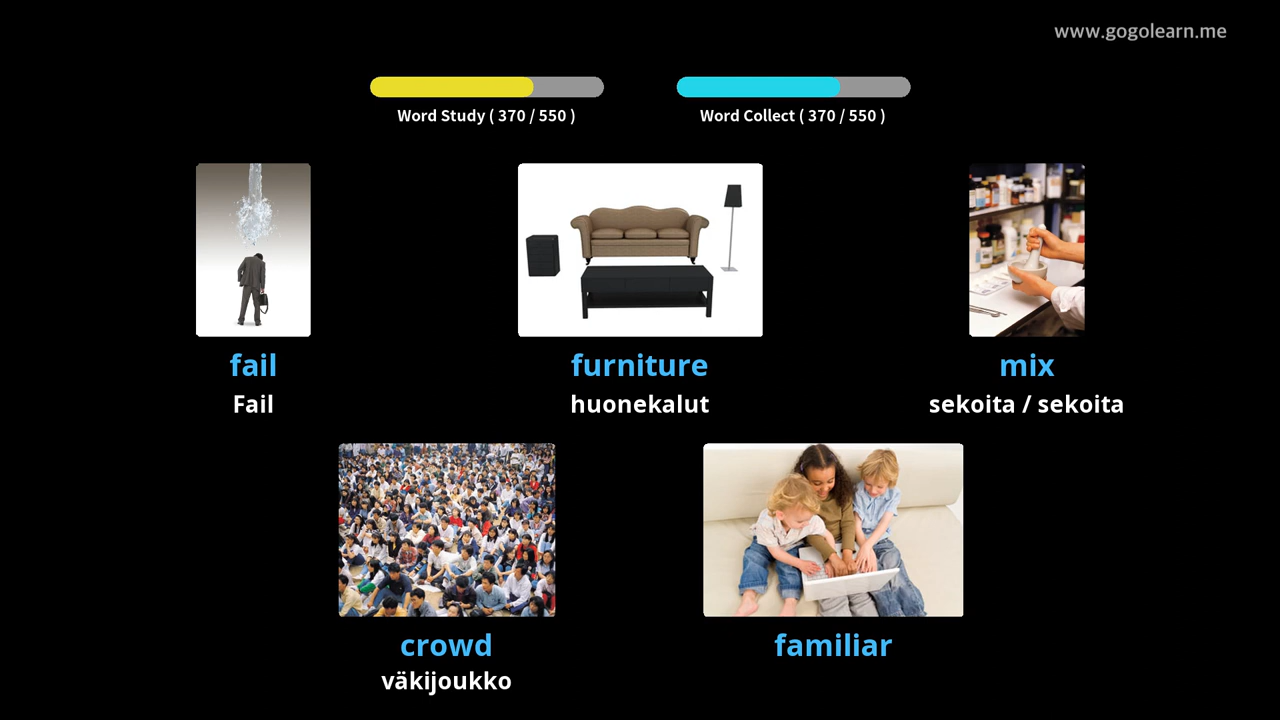 www.gogolearn.me
Word Study ( 370 / 550 )
Word Collect ( 370 / 550 )
fail
Fail
furniture
huonekalut
mix
sekoita / sekoita
crowd
väkijoukko
familiar